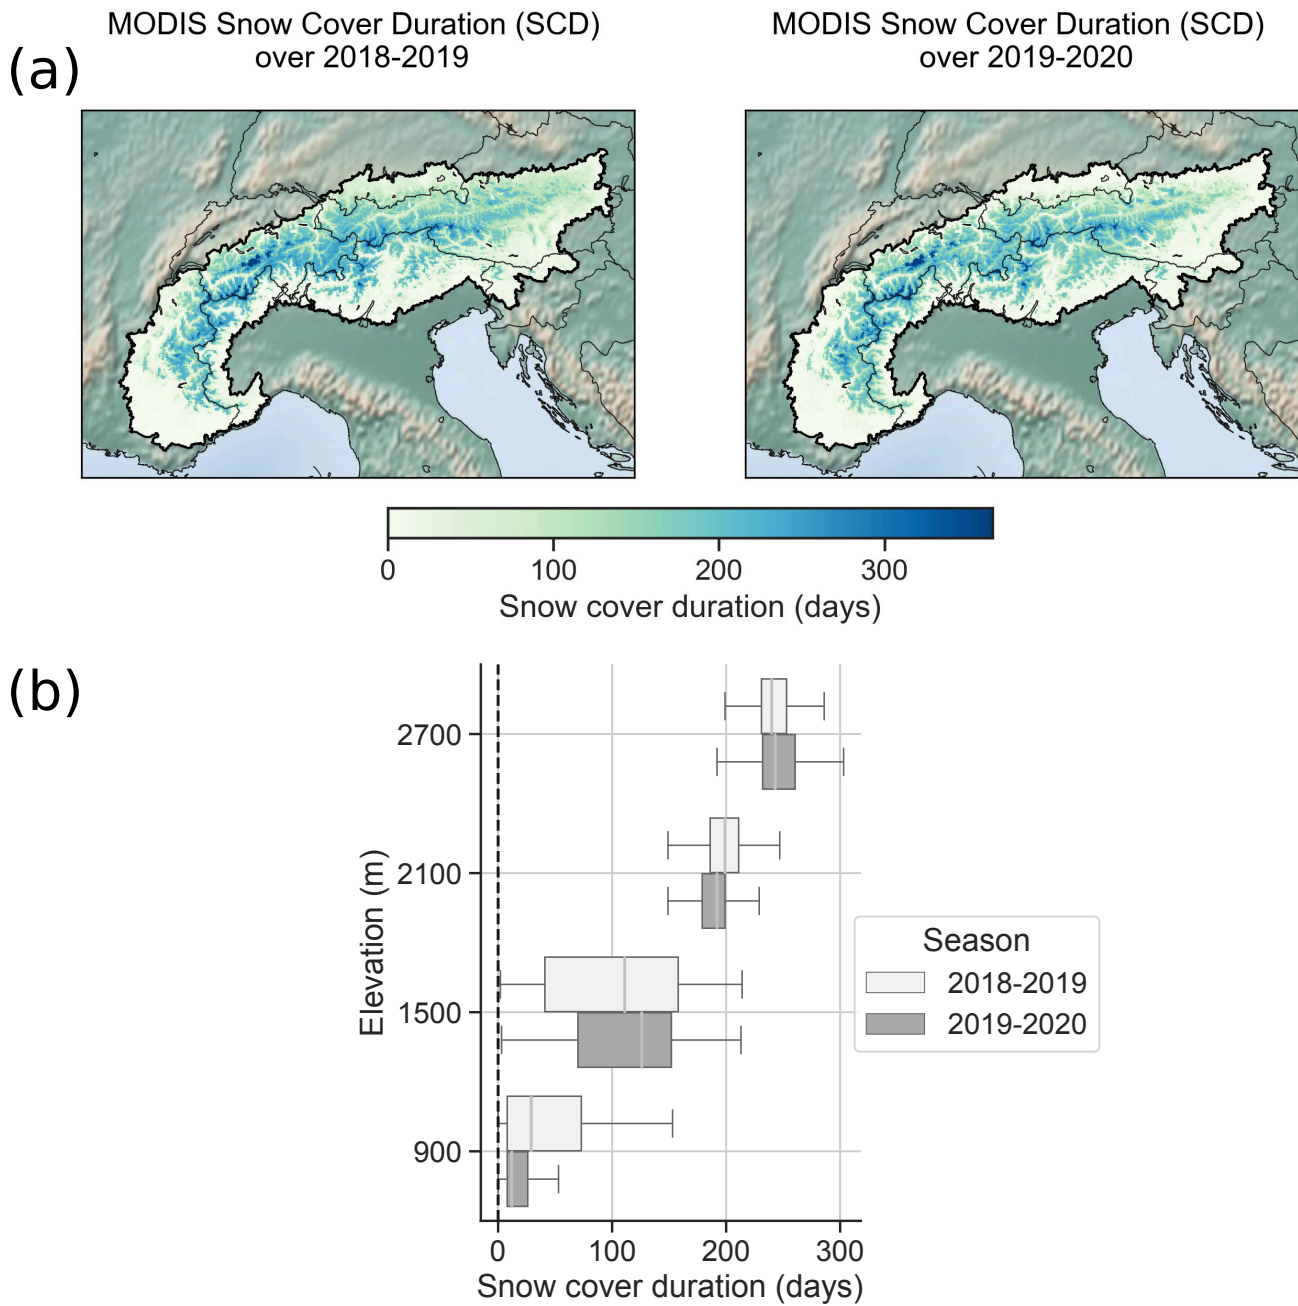 MODIS Snow Cover Duration (SCD)
over 2018-2019
MODIS Snow Cover Duration (SCD)
over 2019-2020
(a)
0
100
200
300
Snow cover duration (days)
(b)
2700
2100
1500
900
Elevation (m)
Season
2018-2019
2019-2020
0
100
200
300
Snow cover duration (days)